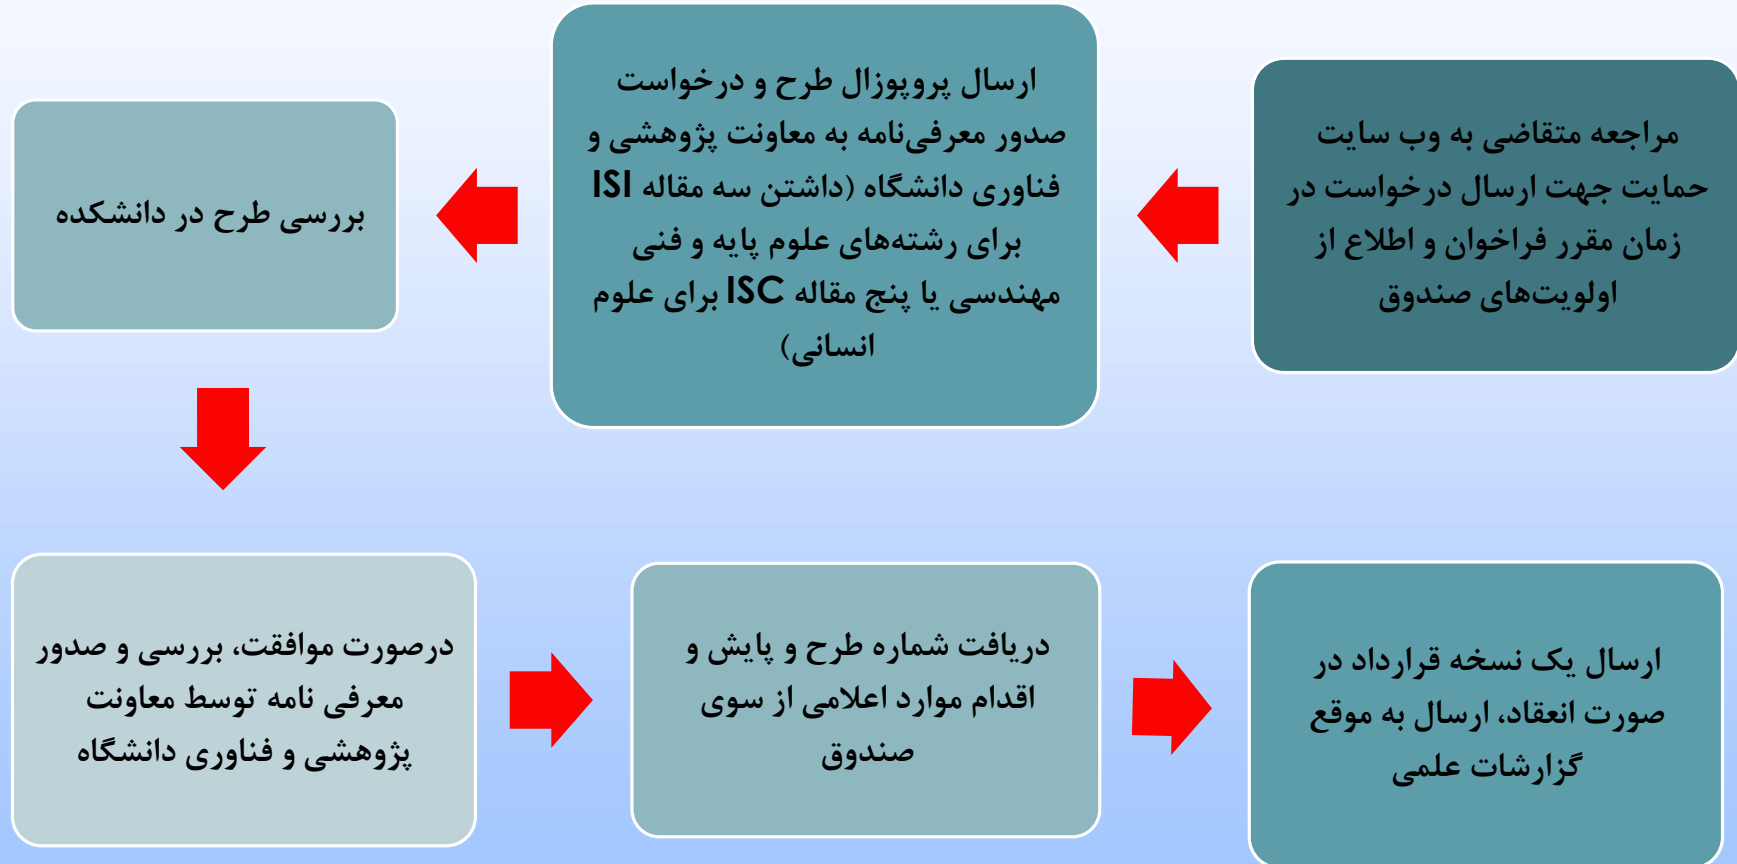 مراجعه متقاضی به وب سایت
حمایت جهت ارسال درخواست در
زمان مقرر فراخوان و اطلاع از
اولویت‌های صندوق
ارسال پروپوزال طرح و درخواست
صدور معرفی‌نامه به معاونت پژوهشی و
فناوری دانشگاه (داشتن سه مقاله ISI
برای رشته‌های علوم پایه و فنی
مهندسی یا پنج مقاله ISC برای علوم
انسانی)
بررسی طرح در دانشکده
درصورت موافقت، بررسی و صدور
معرفی نامه توسط معاونت
پژوهشی و فناوری دانشگاه
دریافت شماره طرح و پایش و
اقدام موارد اعلامی از سوی
صندوق
ارسال یک نسخه قرارداد در
صورت انعقاد، ارسال به موقع
گزارشات علمی